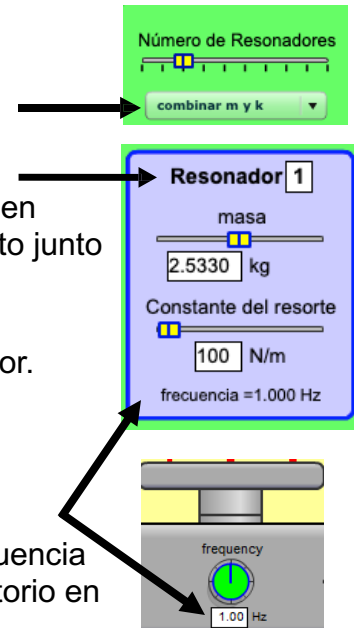 Número de Resonadores
combinar m y k
Resonador 1
en
masa
to junto
2.5330 kg
Constante del resorte
100 N/m
or.
frecuencia =1.000 Hz
uencia
frequency
torio en
1.00 Hz